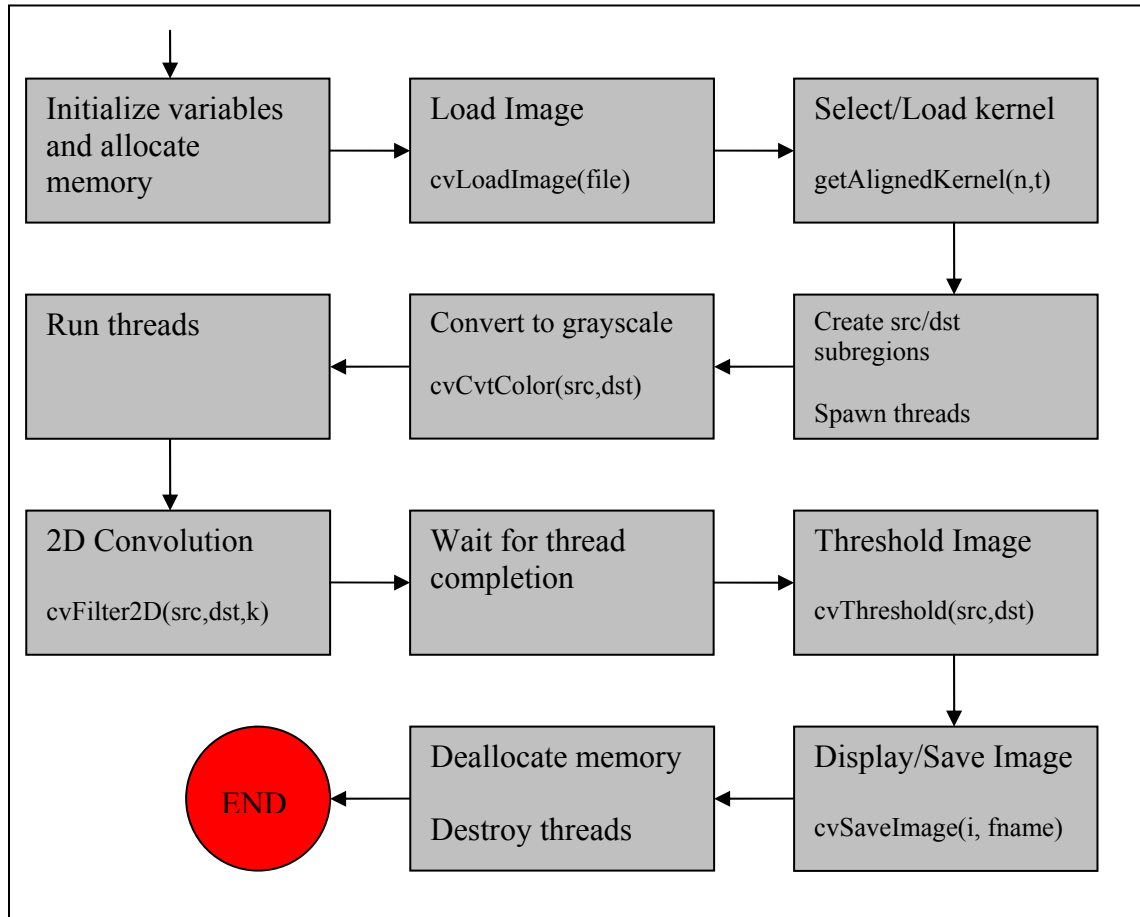 Initialize variables
and allocate
memory
Load Image
cvLoadImage(file)
Select/Load kernel
getAlignedKernel(n,t)
Create src/dst
subregions
Spawn threads
Convert to grayscale
cvCvtColor(src,dst)
Run threads
2D Convolution
cvFilter2D(src,dst,k)
Wait for thread
completion
Threshold Image
cvThreshold(src,dst)
Display/Save Image
cvSaveImage(i, fname)
Deallocate memory
Destroy threads
END